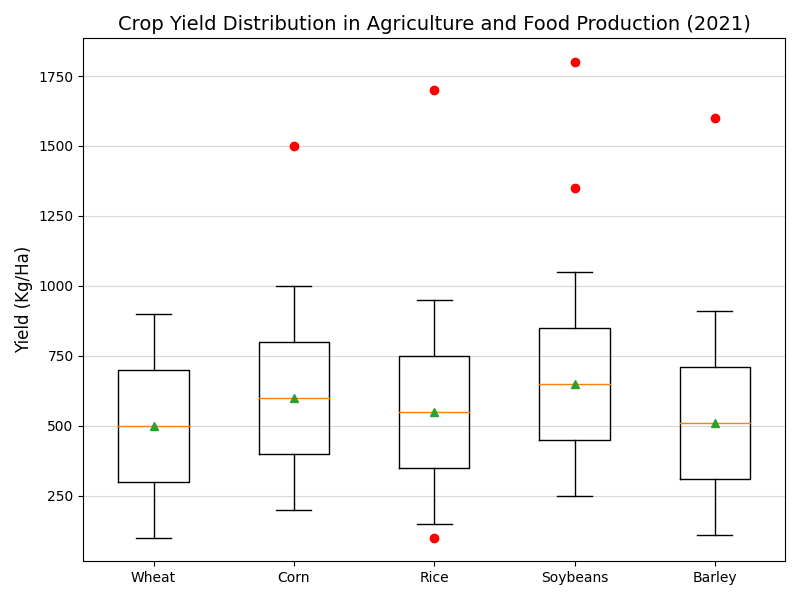 Crop Yield Distribution in Agriculture and Food Production (2021)
Yield (Kg/Ha)
1750
1500
1250
1000
750
500
250
Wheat Corn Rice Soybeans Barley